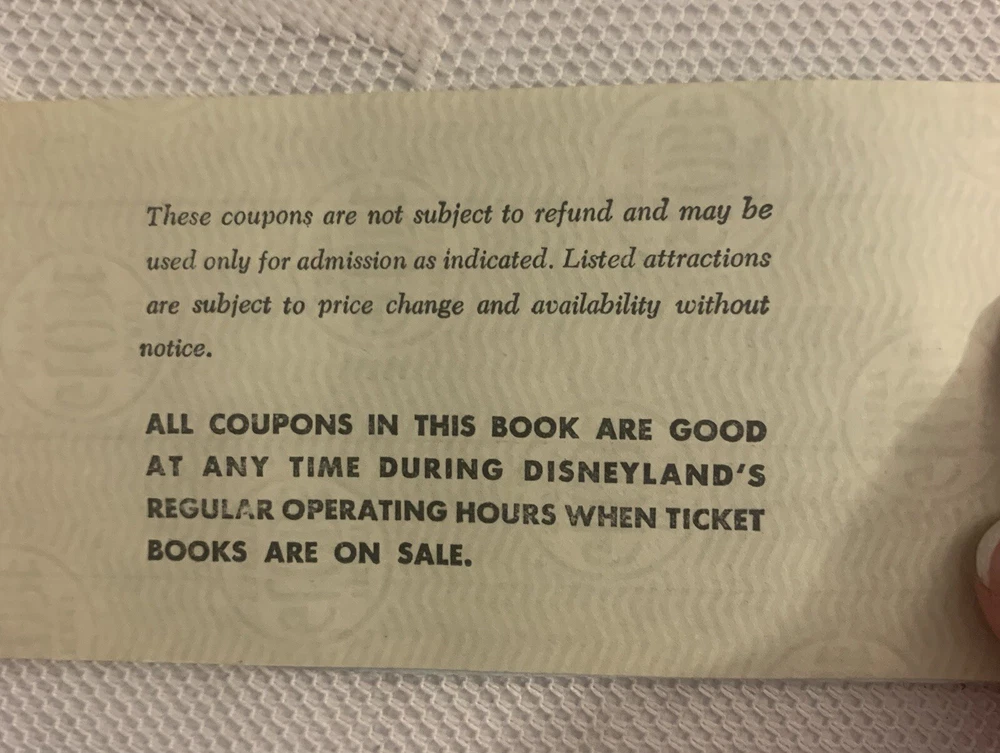 These coupons are not subject to refund and may be
used only for admission as indicated. Listed attractions
are subject to price change and availability without
notice.
ALL COUPONS IN THIS BOOK ARE GOOD
AT ANY TIME DURING DISNEYLAND'S
REGULAR OPERATING HOURS WHEN TICKET
BOOKS ARE ON SALE.